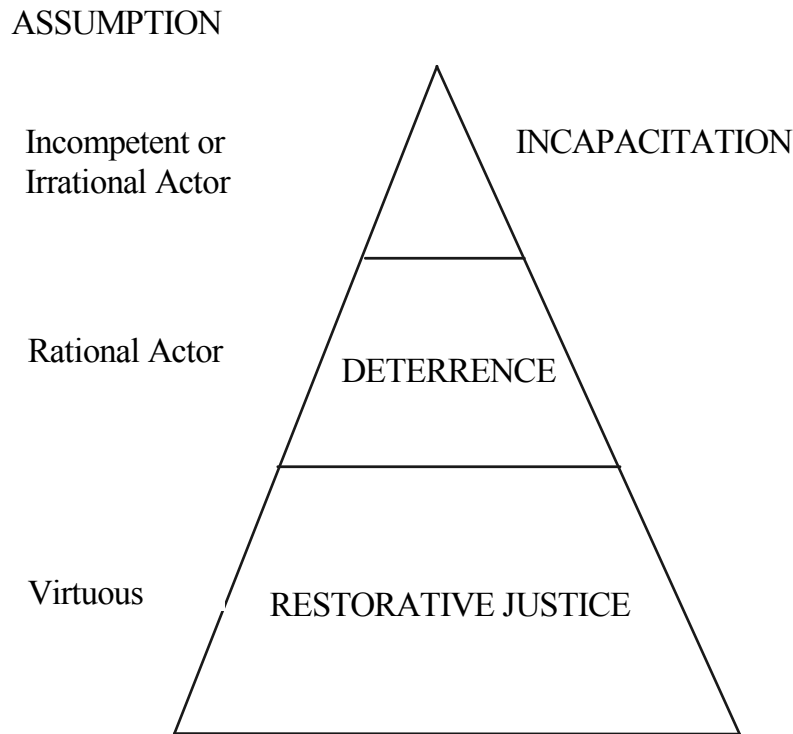 ASSUMPTION
Incompetent or
Irrational Actor
INCAPACITATION
Rational Actor
DETERRENCE
Virtuous
RESTORATIVE JUSTICE